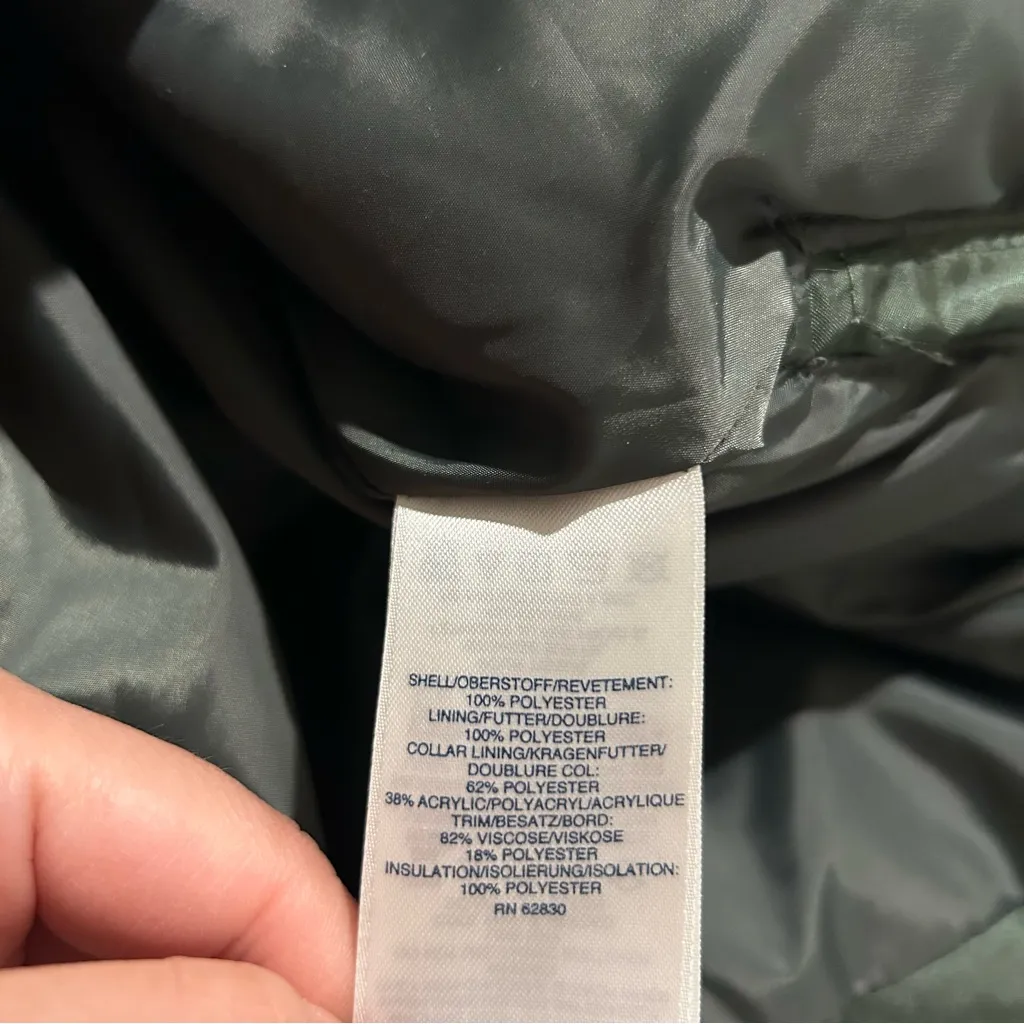 SHELL/OBERSTOFF/REVETEMENT:
100% POLYESTER
LINING/FUTTER/DOUBLURE:
100% POLYESTER
COLLAR LINING/KRAGENFUTTER/
DOUBLURE COL:
62% POLYESTER
38% ACRYLIC/POLYACRYL/ACRYLIQUE
TRIM/BESATZ/BORD:
82% VISCOSE/VISKOSE
18% POLYESTER
INSULATION/ISOLIERUNG/ISOLATION:
100% POLYESTER
RN 62830